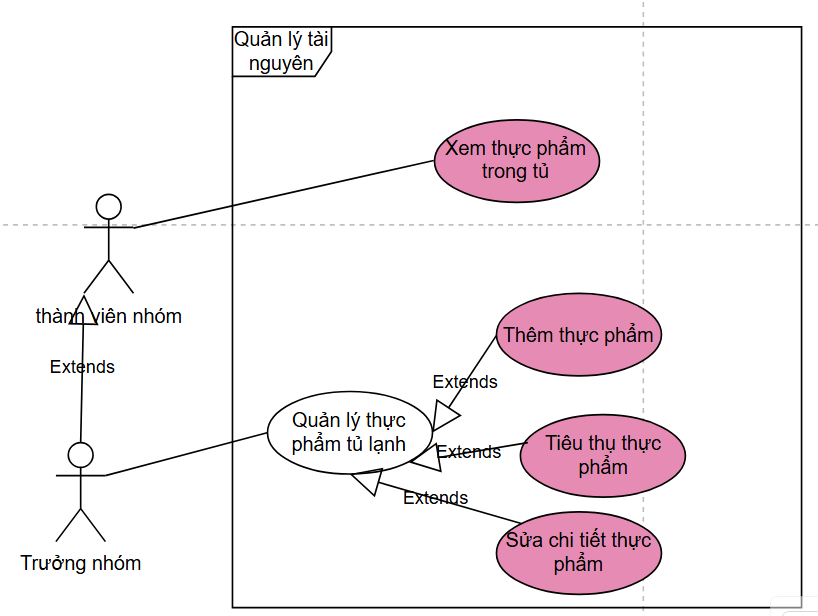 Quản lý tài
nguyên
Xem thực phẩm
trong tủ
thành viên nhóm
Extends
Thêm thực phẩm
Extends
Quản lý thực
phẩm tủ lạnh
Tiêu thụ thực
phẩm
Extends
Extends
Sửa chi tiết thực
phẩm
Trưởng nhóm